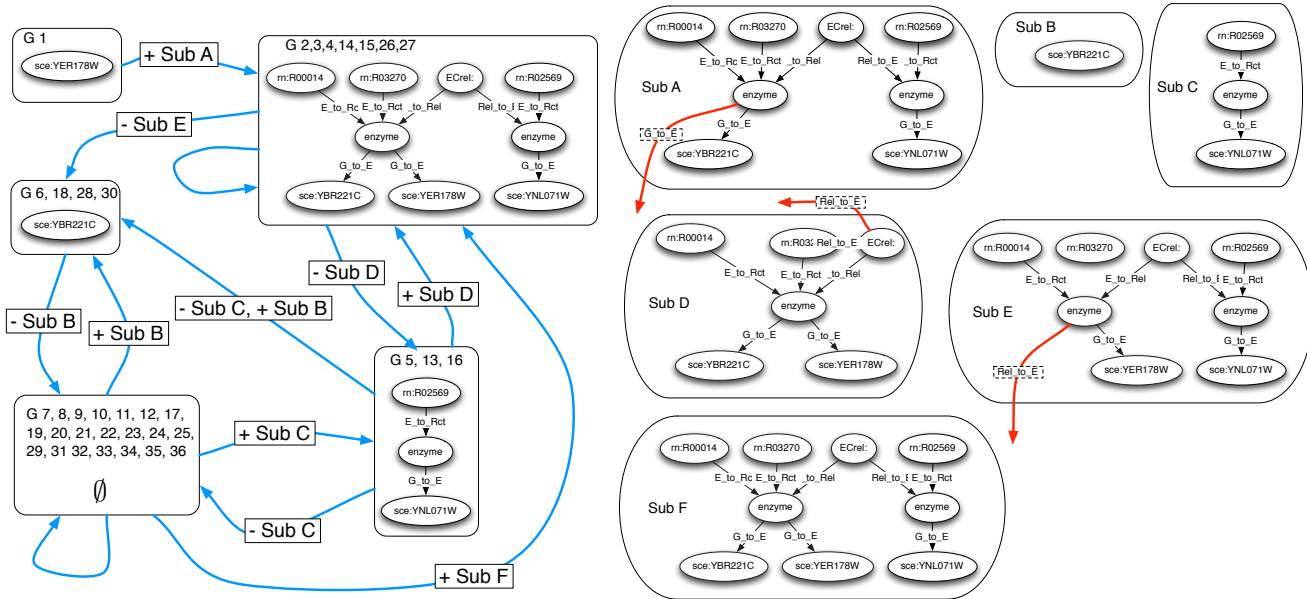 G 1
sce:YER178W
+ Sub A
G 2,3,4,14,15,26,27
rn:R00014
rn:R03270
ECrel:
rn:R02569
E_to_Rc
E_to_Rct
_to_Rel
Rel_to_E
E_to_Rct
enzyme
enzyme
G_to_E
G_to_E
G_to_E
sce:YBR221C
sce:YER178W
sce:YNL071W
- Sub E
G 6, 18, 28, 30
sce:YBR221C
- Sub D
+ Sub D
- Sub C, + Sub B
- Sub B
+ Sub B
G 5, 13, 16
rn:R02569
E_to_Rct
enzyme
G_to_E
sce:YNL071W
G 7, 8, 9, 10, 11, 12, 17,
19, 20, 21, 22, 23, 24, 25,
29, 31 32, 33, 34, 35, 36
∅
+ Sub C
- Sub C
+ Sub F
Sub A
rn:R00014
rn:R03270
ECrel:
rn:R02569
E_to_Rc
E_to_Rct
_to_Rel
Rel_to_E
_to_Rct
enzyme
enzyme
G_to_E
G_to_E
G_to_E
sce:YBR221C
sce:YNL071W
Sub B
sce:YBR221C
Sub C
rn:R02569
E_to_Rct
enzyme
G_to_E
sce:YNL071W
Sub D
Rel_to_E
rn:R00014
rn:R03
Rel_to_E
ECrel:
E_to_Rct
E_to_Rct
_to_Rel
enzyme
G_to_E
G_to_E
sce:YBR221C
sce:YER178W
Sub E
rn:R00014
rn:R03270
ECrel:
rn:R02569
E_to_Rct
E_to_Rel
Rel_to_E
E_to_Rct
enzyme
enzyme
Rel_to_E
G_to_E
G_to_E
sce:YER178W
sce:YNL071W
Sub F
rn:R00014
rn:R03270
ECrel:
rn:R02569
E_to_Rc
E_to_Rct
_to_Rel
Rel_t
E_to_Rct
enzyme
enzyme
G_to_E
G_to_E
G_to_E
sce:YBR221C
sce:YER178W
sce:YNL071W